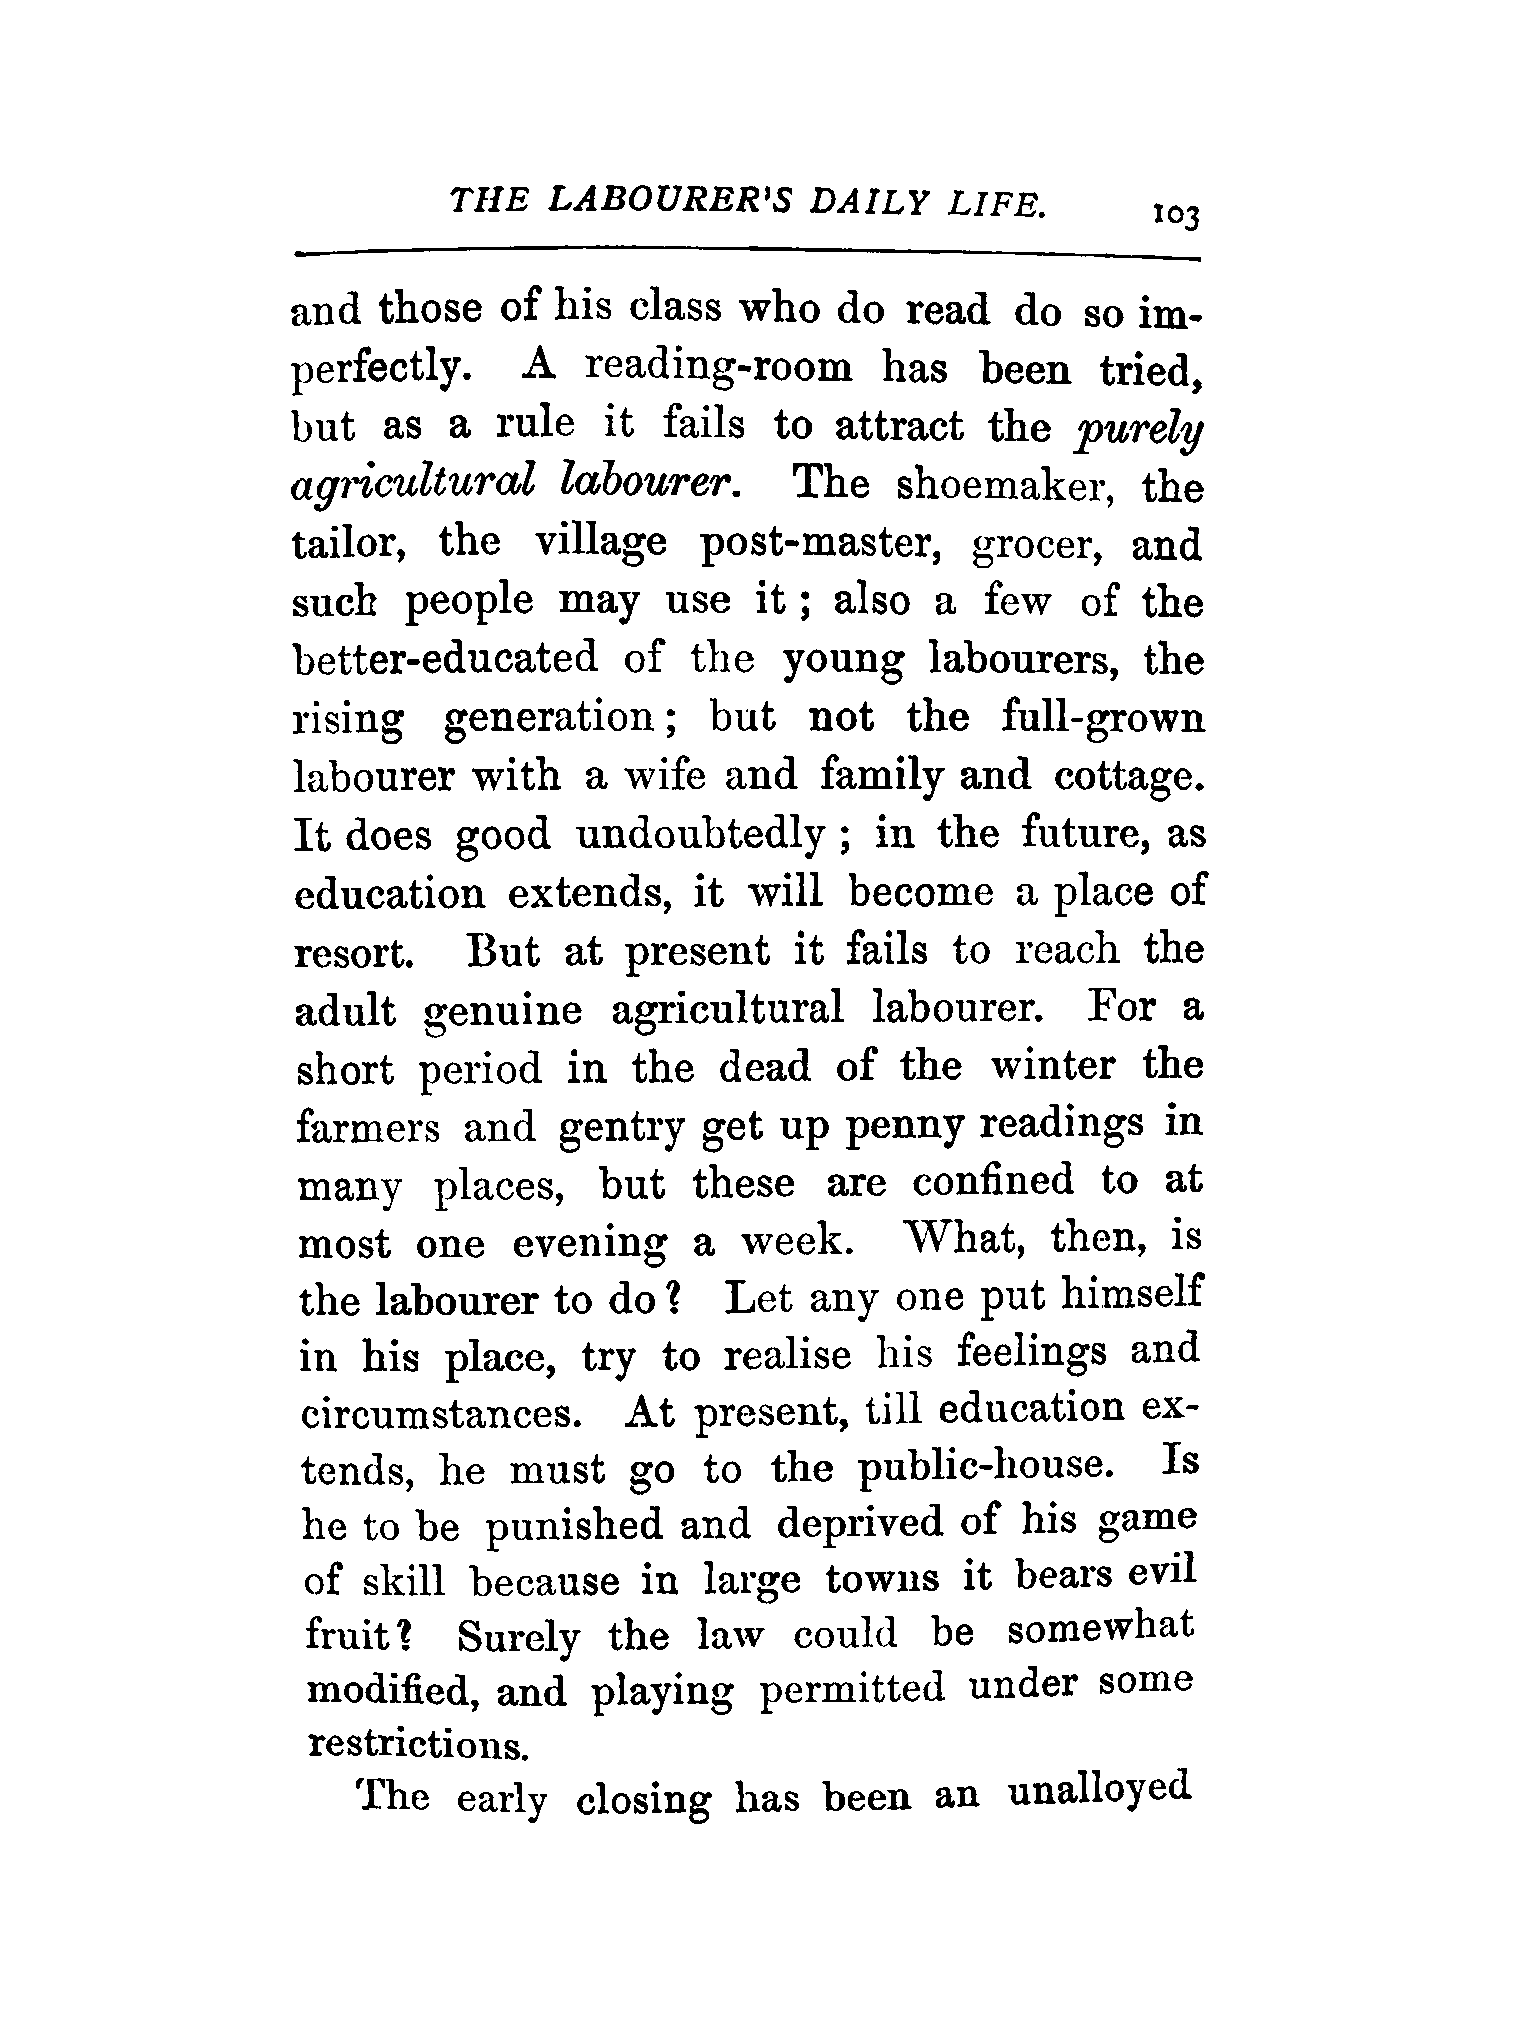 THE LABOURER'S DAILY LIFE. 103
and those of his class who do read do so im-
perfectly. A reading-room has been tried,
but as a rule it fails to attract the purely
agricultural labourer. The shoemaker, the
tailor, the village post-master, grocer, and
such people may use it ; also a few of the
better-educated of the young labourers, the
rising generation ; but not the full-grown
labourer with a wife and family and cottage.
It does good undoubtedly ; in the future, as
education extends, it will become a place of
resort. But at present it fails to reach the
adult genuine agricultural labourer. For a
short period in the dead of the winter the
farmers and gentry get up penny readings in
many places, but these are confined to at
most one evening a week. What, then, is
the labourer to do ? Let any one put himself
in his place, try to realise his feelings and
circumstances. At present, till education ex-
tends, he must go to the public-house. Is
he to be punished and deprived of his game
of skill because in large towns it bears evil
fruit ? Surely the law could be somewhat
modified, and playing permitted under some
restrictions.
The early closing has been an unalloyed